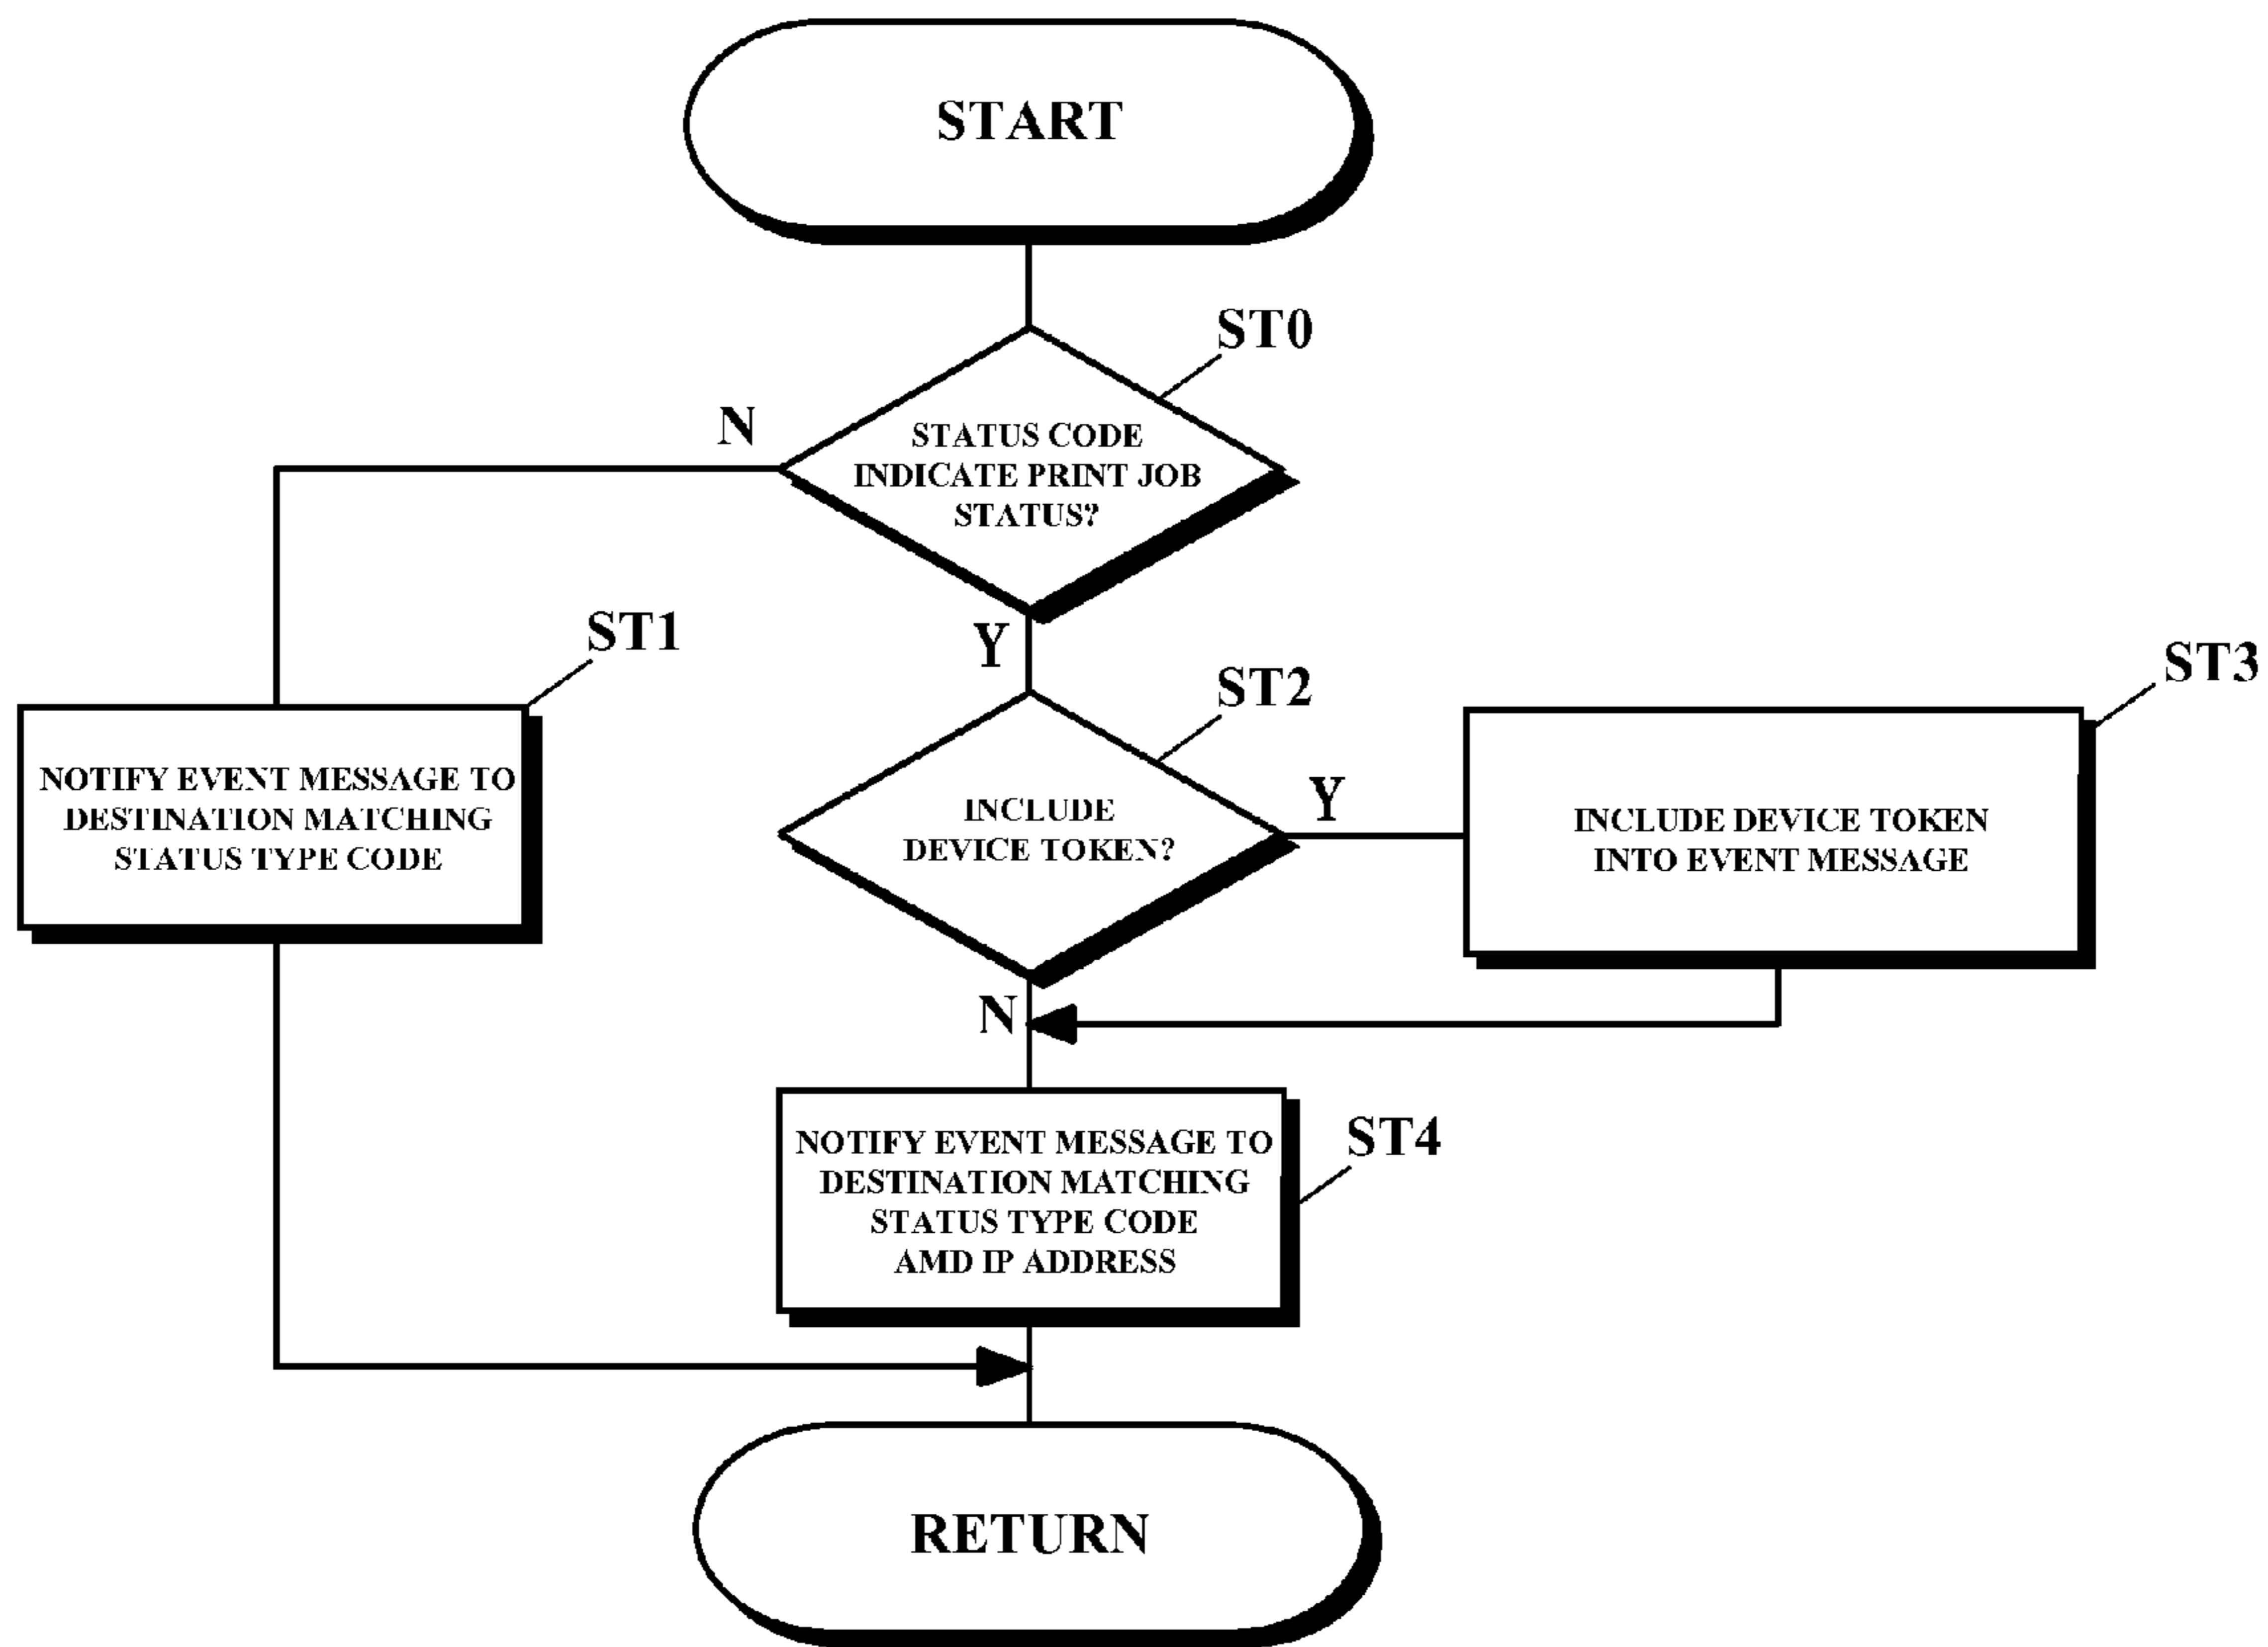 START
ST0
N
STATUS CODE
INDICATE PRINT JOB
STATUS?
Y
ST1
NOTIFY EVENT MESSAGE TO
DESTINATION MATCHING
STATUS TYPE CODE
ST2
INCLUDE
DEVICE TOKEN?
Y
ST3
INCLUDE DEVICE TOKEN
INTO EVENT MESSAGE
N
ST4
NOTIFY EVENT MESSAGE TO
DESTINATION MATCHING
STATUS TYPE CODE
AMD IP ADDRESS
RETURN